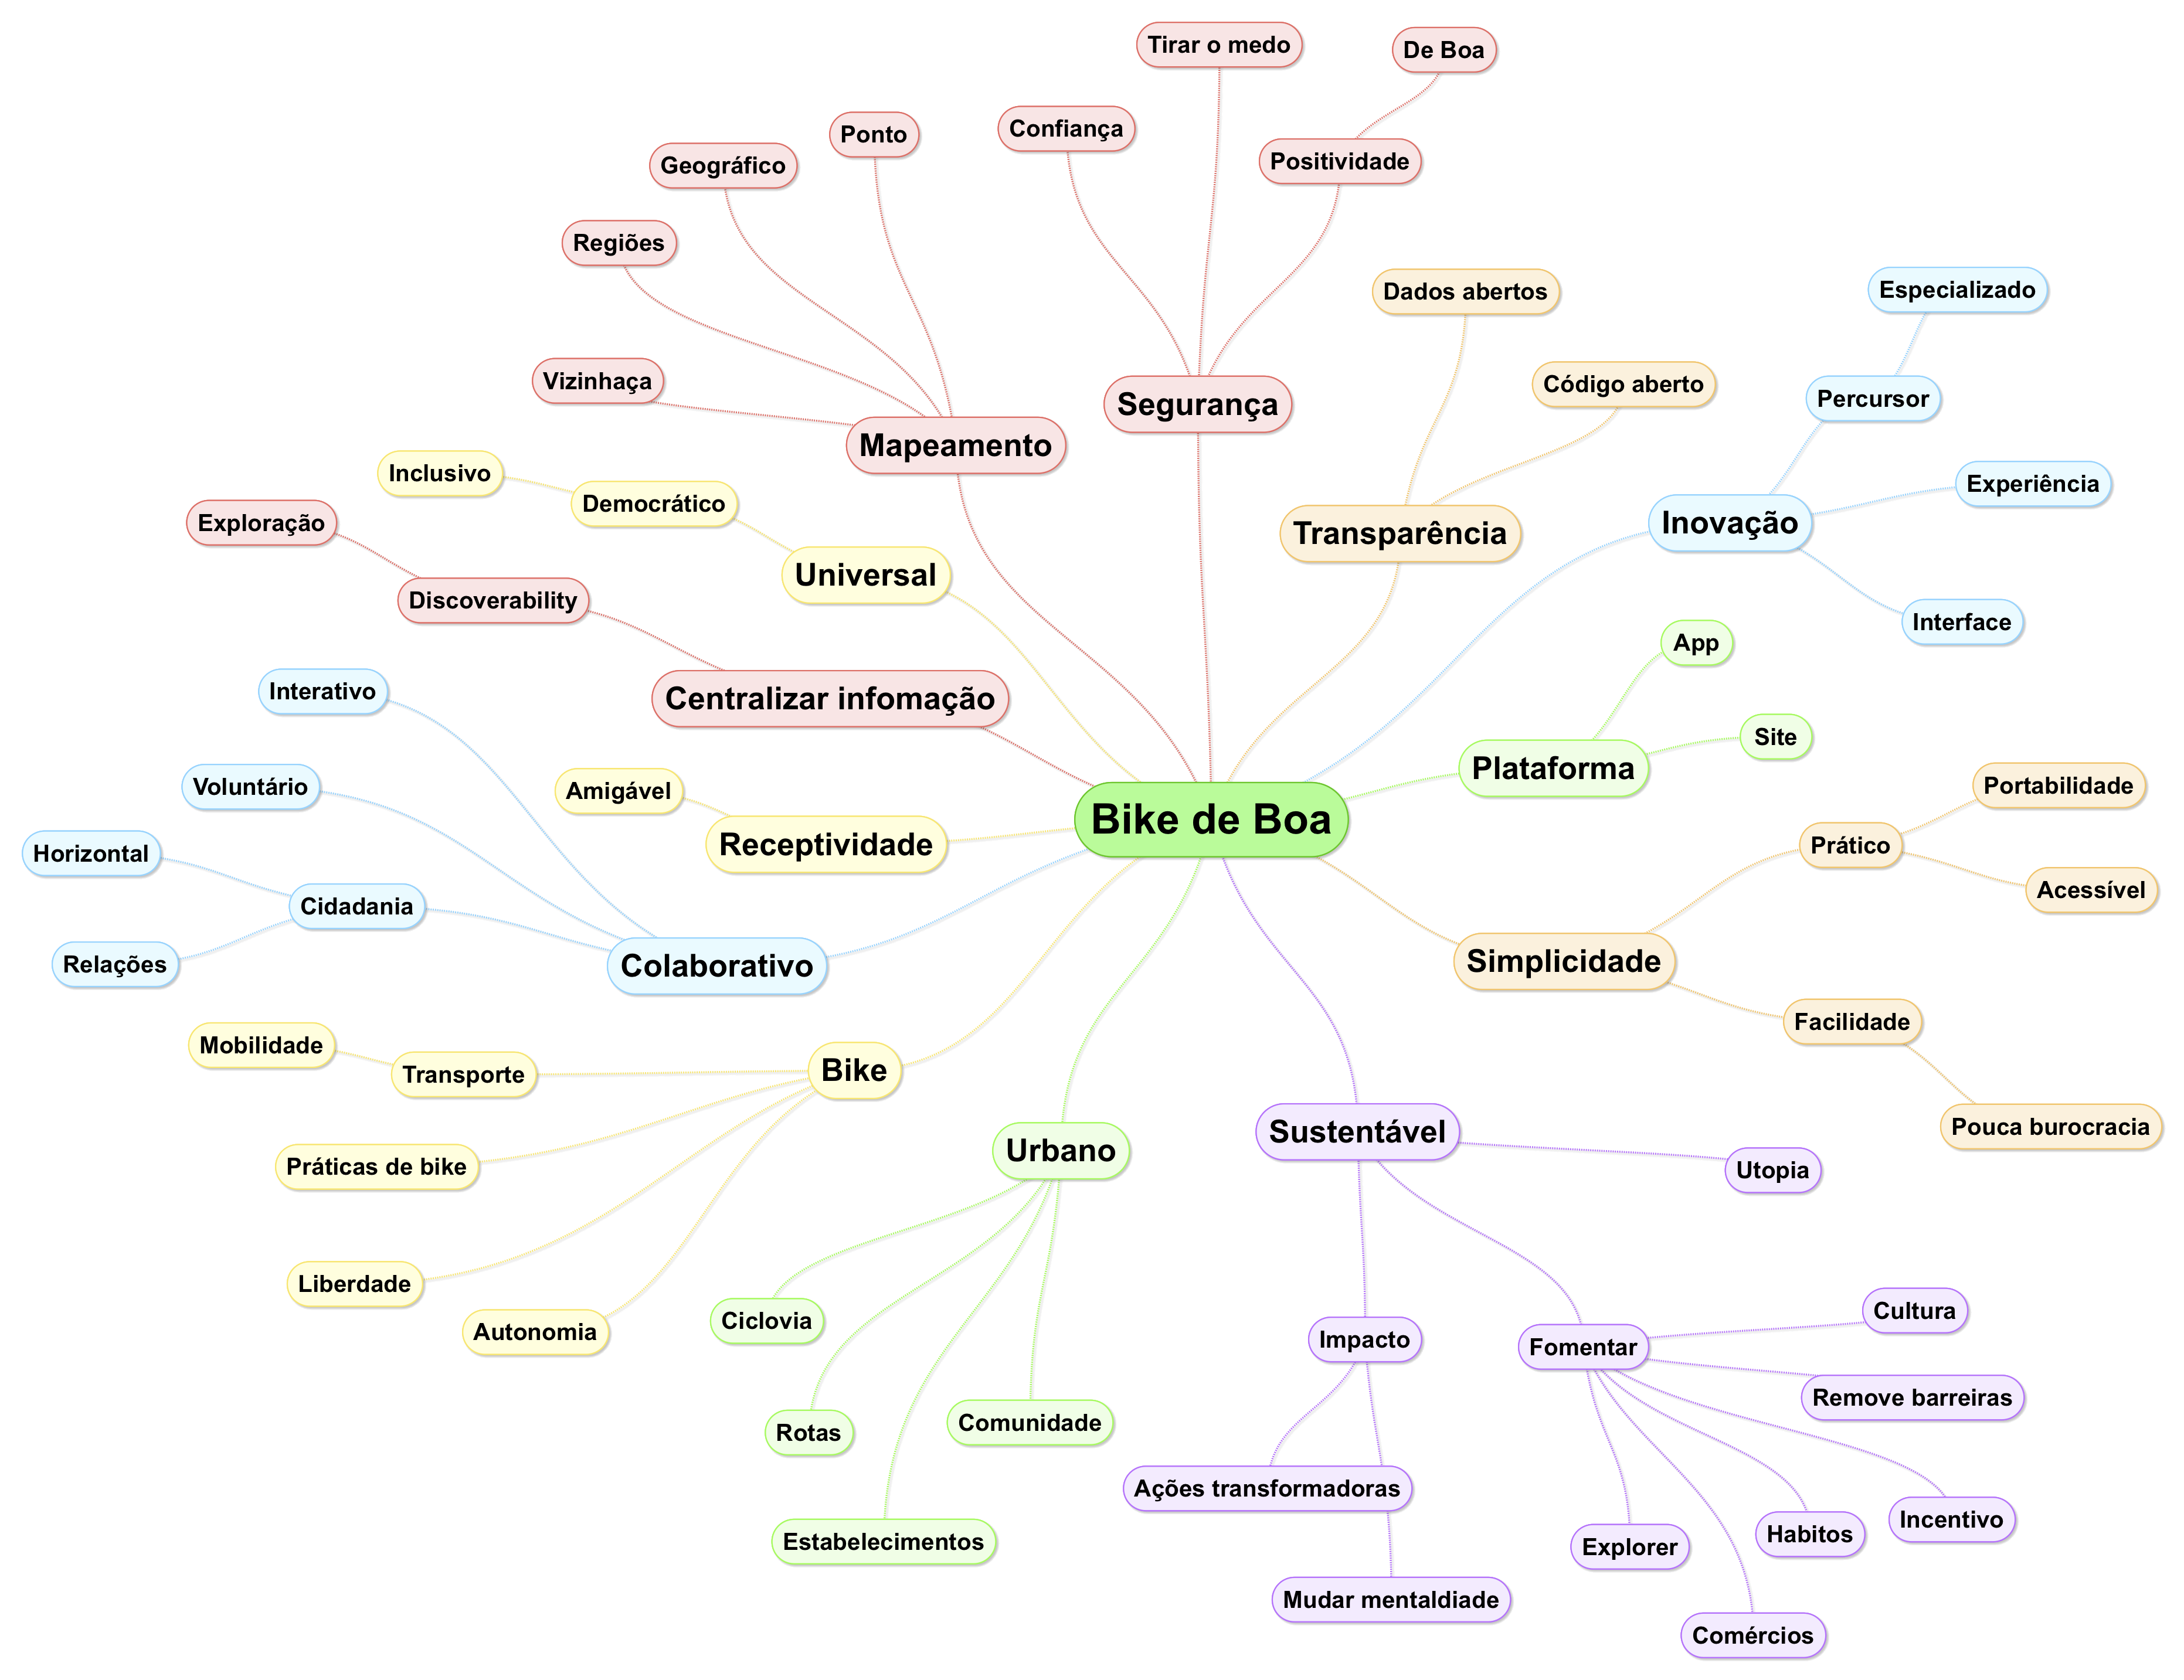 Tirar o medo
De Boa
Confiança
Ponto
Positividade
Geográfico
Regiões
Dados abertos
Especializado
Vizinhaça
Código aberto
Percursor
Segurança
Mapeamento
Inclusivo
Democrático
Experiência
Exploração
Inovação
Transparência
Universal
Discoverability
Interface
App
Interativo
Centralizar infomação
Site
Plataforma
Voluntário
Amigável
Portabilidade
Bike de Boa
Receptividade
Prático
Horizontal
Acessível
Cidadania
Relações
Colaborativo
Simplicidade
Facilidade
Mobilidade
Transporte
Bike
Pouca burocracia
Sustentável
Urbano
Práticas de bike
Utopia
Liberdade
Cultura
Ciclovia
Autonomia
Impacto
Fomentar
Remove barreiras
Comunidade
Rotas
Ações transformadoras
Incentivo
Habitos
Estabelecimentos
Explorer
Mudar mentaldiade
Comércios